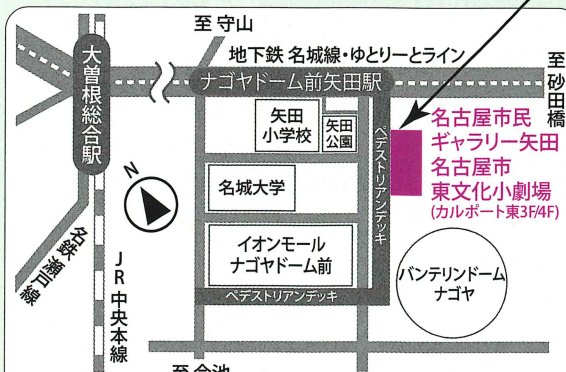 至 守山
地下鉄 名城線・ゆとりーとライン
至 砂田橋
大曽根総合駅
ナゴヤドーム前矢田駅
矢田
小学校
矢田
公園
ペデストリアンデッキ
名古屋市民
ギャラリー矢田
名古屋市
東文化小劇場
(カルポート東3F/4F)
名城大学
N
イオンモール
ナゴヤドーム前
バンテリンドーム
ナゴヤ
名鉄 瀬戸線
JR 中央本線
ペデストリアンデッキ
至 今池